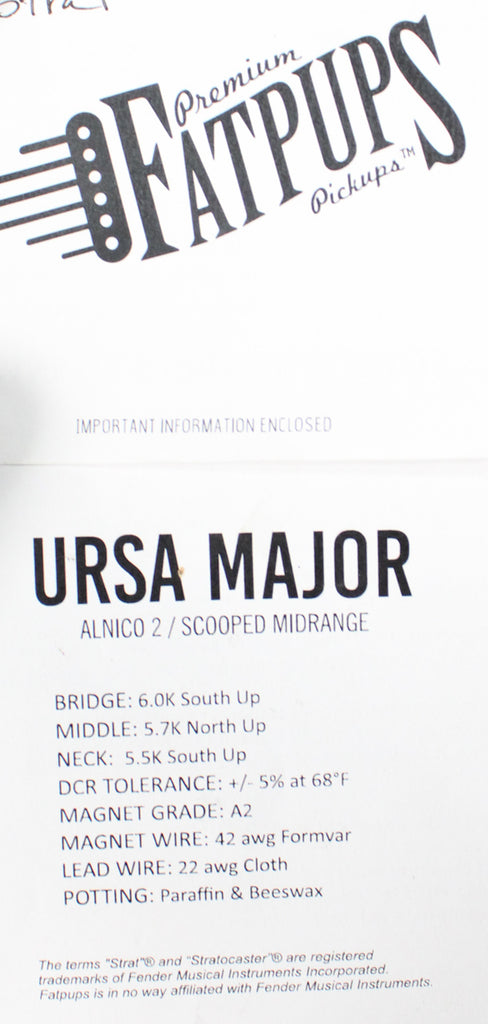 Strat
Premium
FATPUPS
Pickups™
IMPORTANT INFORMATION ENCLOSED
URSA MAJOR
ALNICO 2 / SCOOPED MIDRANGE
BRIDGE: 6.0K South Up
MIDDLE: 5.7K North Up
NECK: 5.5K South Up
DCR TOLERANCE: +/- 5% at 68°F
MAGNET GRADE: A2
MAGNET WIRE: 42 awg Formvar
LEAD WIRE: 22 awg Cloth
POTTING: Paraffin & Beeswax
The terms "Strat"® and "Stratocaster"® are registered
trademarks of Fender Musical Instruments Incorporated.
Fatpups is in no way affiliated with Fender Musical Instruments.